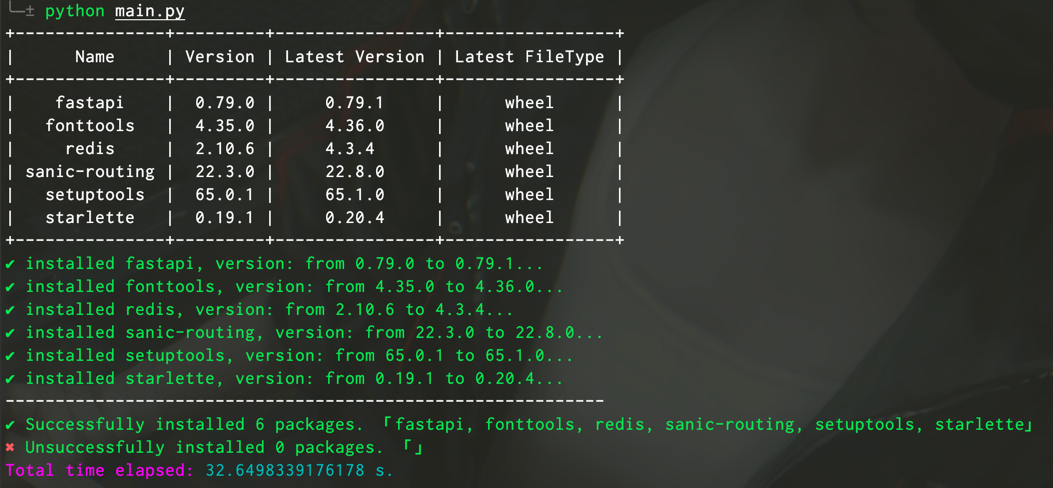 ╰─± python main.py
+---------------+---------+----------------+-----------------+
|      Name     | Version | Latest Version | Latest FileType |
+---------------+---------+----------------+-----------------+
|    fastapi    |  0.79.0 |     0.79.1     |      wheel      |
|   fonttools   |  4.35.0 |     4.36.0     |      wheel      |
|     redis     |  2.10.6 |     4.3.4      |      wheel      |
| sanic-routing |  22.3.0 |     22.8.0     |      wheel      |
|   setuptools  |  65.0.1 |     65.1.0     |      wheel      |
|   starlette   |  0.19.1 |     0.20.4     |      wheel      |
+---------------+---------+----------------+-----------------+
✔ installed fastapi, version: from 0.79.0 to 0.79.1...
✔ installed fonttools, version: from 4.35.0 to 4.36.0...
✔ installed redis, version: from 2.10.6 to 4.3.4...
✔ installed sanic-routing, version: from 22.3.0 to 22.8.0...
✔ installed setuptools, version: from 65.0.1 to 65.1.0...
✔ installed starlette, version: from 0.19.1 to 0.20.4...
------------------------------------------------------------
✔ Successfully installed 6 packages. 「fastapi, fonttools, redis, sanic-routing, setuptools, starlette」
✖ Unsuccessfully installed 0 packages. 「」
Total time elapsed: 32.6498339176178 s.